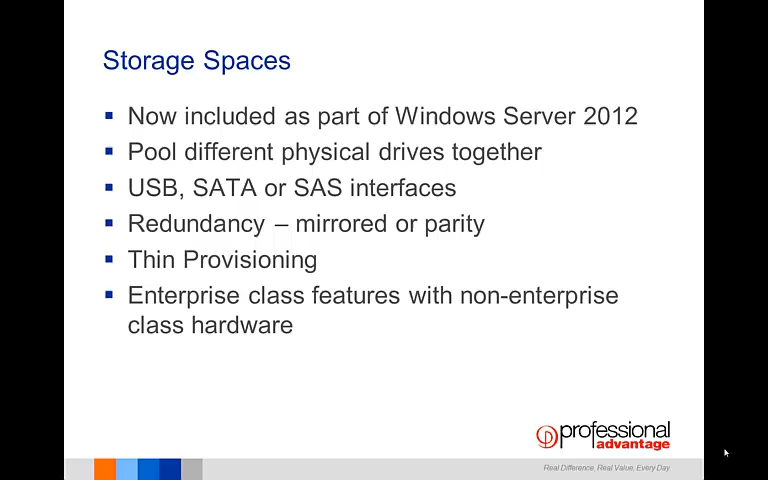 Storage Spaces
Now included as part of Windows Server 2012
Pool different physical drives together
USB, SATA or SAS interfaces
Redundancy – mirrored or parity
Thin Provisioning
Enterprise class features with non-enterprise
class hardware
professional
advantage
Real Difference, Real Value, Every Day